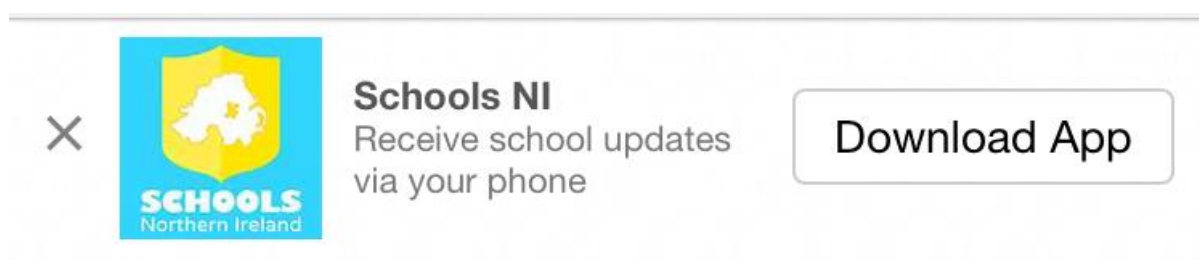 SCHOOLS
Northern Ireland
Schools NI
Receive school updates
via your phone
Download App